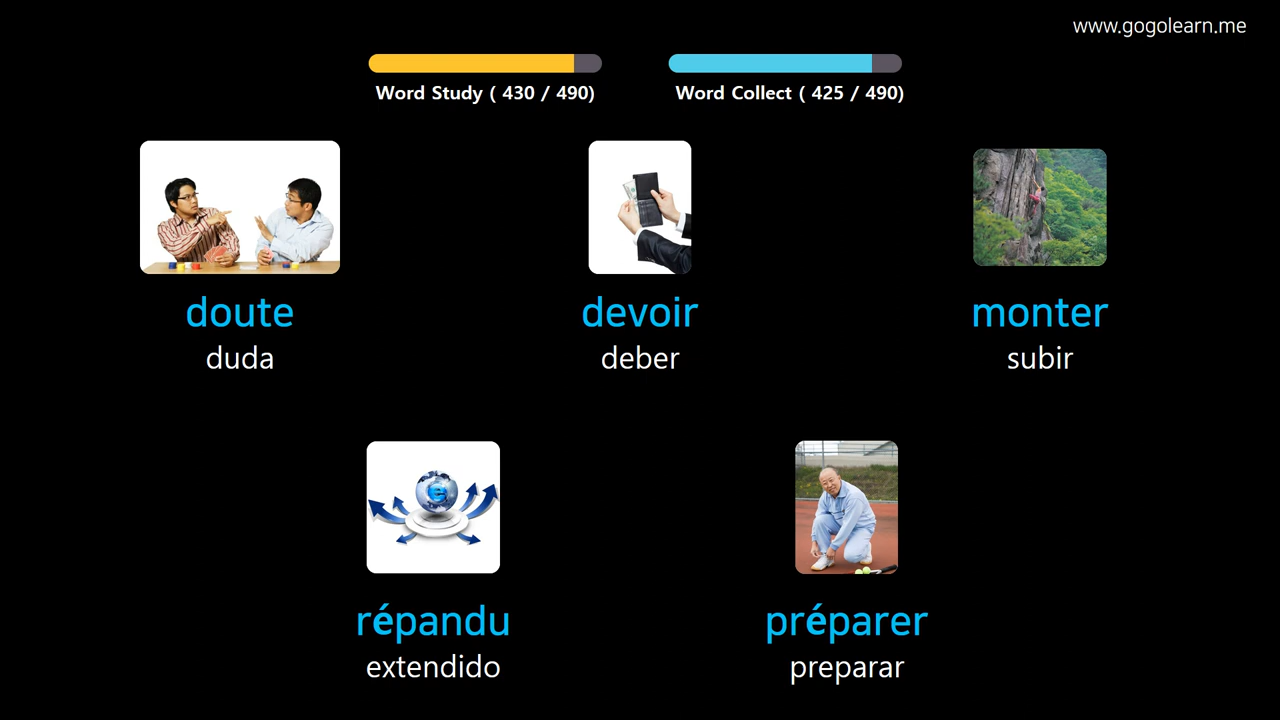 www.gogolearn.me
Word Study ( 430 / 490)
Word Collect ( 425 / 490)
doute
duda
devoir
deber
monter
subir
répandu
extendido
préparer
preparar